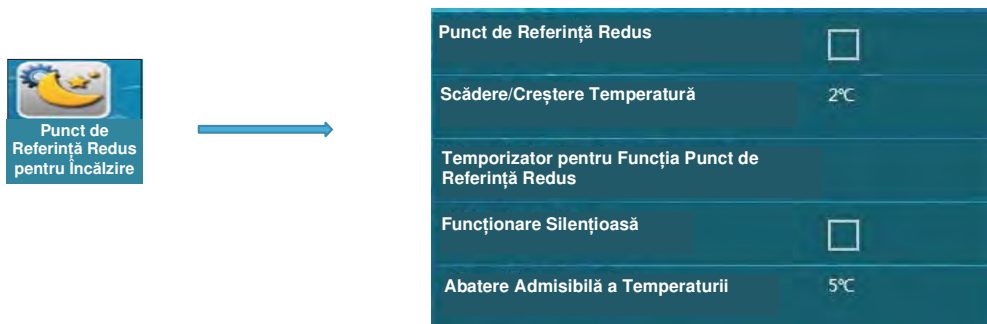 Punct de
Referință Redus
pentru Încălzire
Punct de Referință Redus
Scădere/Creștere Temperatură 2℃
Temporizator pentru Funcția Punct de
Referință Redus
Funcționare Silențioasă
Abatere Admisibilă a Temperaturii 5℃